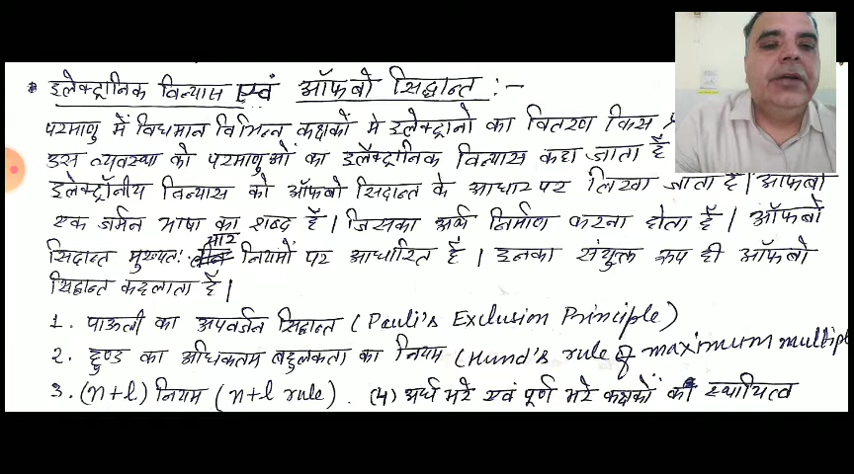 * इलेक्ट्रानिक विन्यास एवं ऑफबो सिद्धान्त :-
परमाणु में विधमान विभिन्न कक्षकों मे इलेक्ट्रानो का वितरण किस
इस व्यवस्था को परमाणुओं का इलेक्ट्रानिक विन्यास कहा जाता है
इलेक्ट्रॉनीय विन्यास को ऑफबो सिदान्त के आधार पर लिखा जाता है। ऑफबो
एक जर्मन भाषा का शब्द है। जिसका अर्थ निर्माण करना होता है। ऑफबो
सिदान्त मुख्यतः चार नियमों पर आधारित है। इनका संयुक्त रूप ही ऑफबो
सिद्दान्त कहलाता है।
1. पाऊली का अपवर्जन सिद्दान्त (Pauli's Exclusion Principle)
2. हुण्ड का अधिकतम बहुलकता का नियम (Hund's rule of maximum multipl
3. (n+l) नियम (n+l rule). (4) अर्ध भरे एवं पूर्ण भरे कक्षकों का स्थायित्व